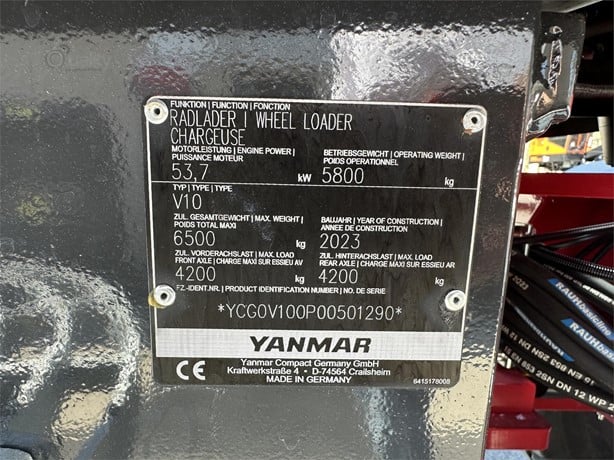 FUNKTION | FUNCTION | FONCTION
RADLADER | WHEEL LOADER
CHARGEUSE
MOTORLEISTUNG | ENGINE POWER |
PUISSANCE MOTEUR
53,7 kW
BETRIEBSGEWICHT | OPERATING WEIGHT |
POIDS OPERATIONNEL
5800 kg
TYP | TYPE | TYPE
V10
ZUL. GESAMTGEWICHT | MAX. WEIGHT |
POIDS TOTAL MAXI
6500 kg
BAUJAHR | YEAR OF CONSTRUCTION |
ANNEE DE CONSTRUCTION
2023
ZUL. VORDERACHSLAST | MAX. LOAD
FRONT AXLE | CHARGE MAXI SUR ESSIEU AV
4200 kg
ZUL. HINTERACHSLAST | MAX. LOAD
REAR AXLE | CHARGE MAXI SUR ESSIEU AR
4200 kg
FZ.-IDENT.NR. | PRODUCT IDENTIFICATION NUMBER | NO. DE SERIE
*YCG0V100P00501290*
YANMAR
Yanmar Compact Germany GmbH
Kraftwerkstraße 4 • D-74564 Crailsheim
MADE IN GERMANY
CE
6415178008
12 WP